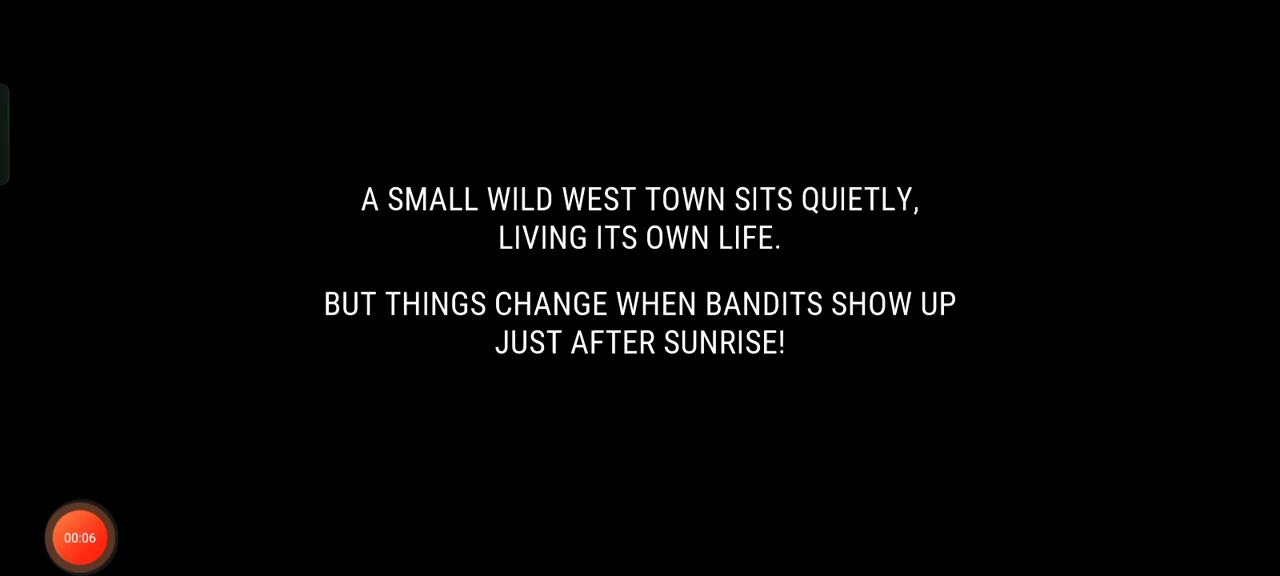 A SMALL WILD WEST TOWN SITS QUIETLY,
LIVING ITS OWN LIFE.
BUT THINGS CHANGE WHEN BANDITS SHOW UP
JUST AFTER SUNRISE!
00:06